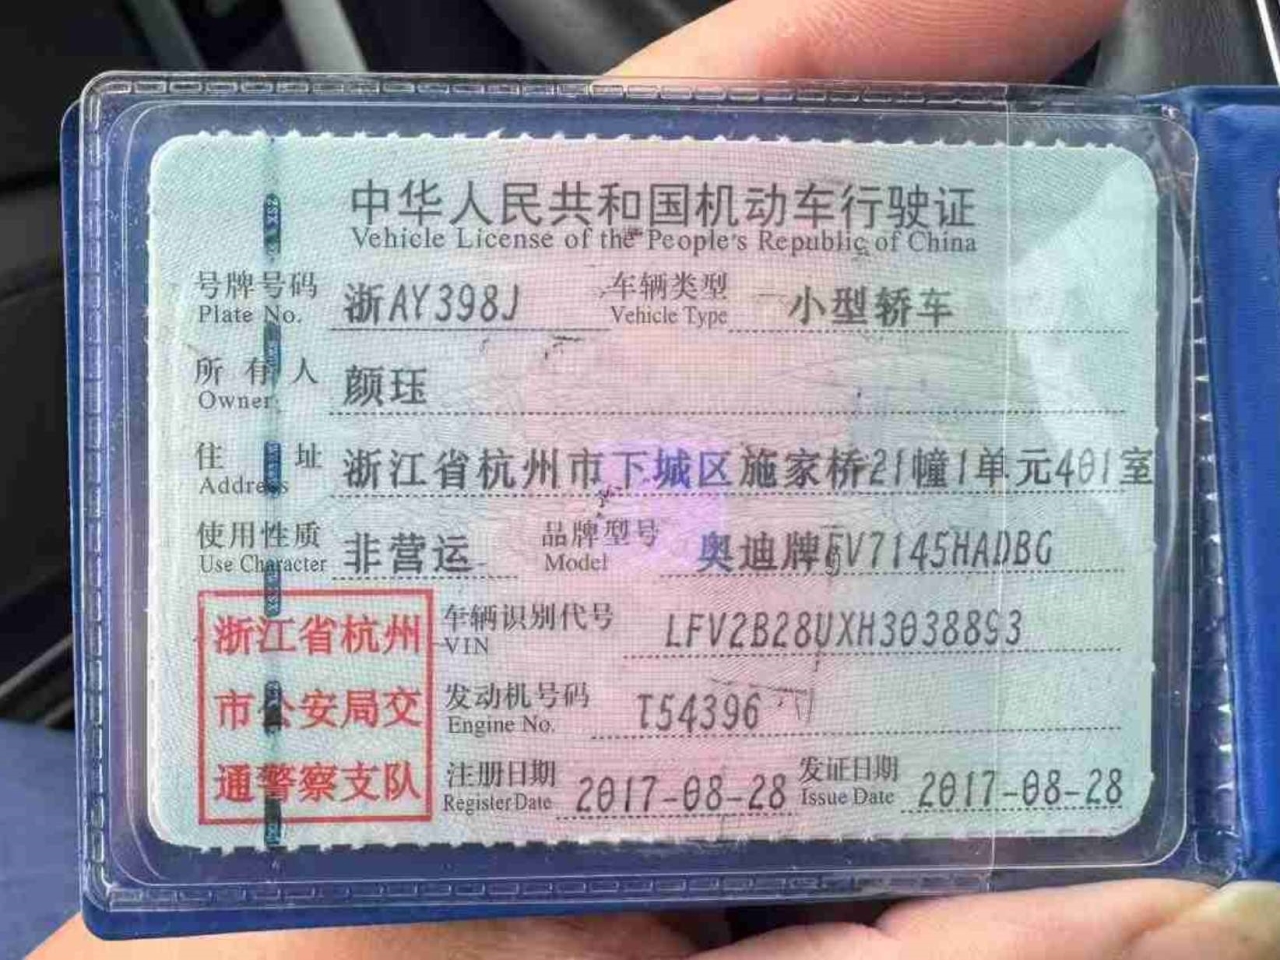 中华人民共和国机动车行驶证
Vehicle License of the People's Republic of China
号牌号码 浙AY398J 车辆类型 小型轿车
Plate No. Vehicle Type
所有人 颜珏
Owner
住址 浙江省杭州市下城区施家桥21幢1单元401室
Address
使用性质 非营运 品牌型号 奥迪牌FV7145HADBG
Use Character Model
浙江省杭州市公安局交通警察支队
车辆识别代号 LFV2B28UXH3038893
VIN
发动机号码 T54396
Engine No.
注册日期 2017-08-28 发证日期 2017-08-28
Register Date Issue Date